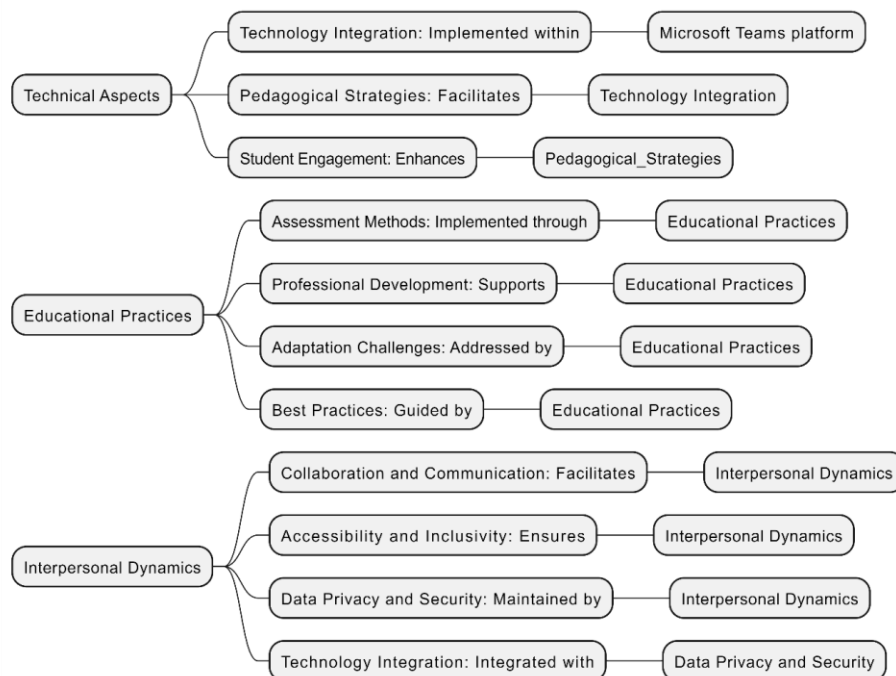 Technology Integration: Implemented within
Microsoft Teams platform
Technical Aspects
Pedagogical Strategies: Facilitates
Technology Integration
Student Engagement: Enhances
Pedagogical_Strategies
Assessment Methods: Implemented through
Educational Practices
Professional Development: Supports
Educational Practices
Educational Practices
Adaptation Challenges: Addressed by
Educational Practices
Best Practices: Guided by
Educational Practices
Collaboration and Communication: Facilitates
Interpersonal Dynamics
Accessibility and Inclusivity: Ensures
Interpersonal Dynamics
Interpersonal Dynamics
Data Privacy and Security: Maintained by
Interpersonal Dynamics
Technology Integration: Integrated with
Data Privacy and Security